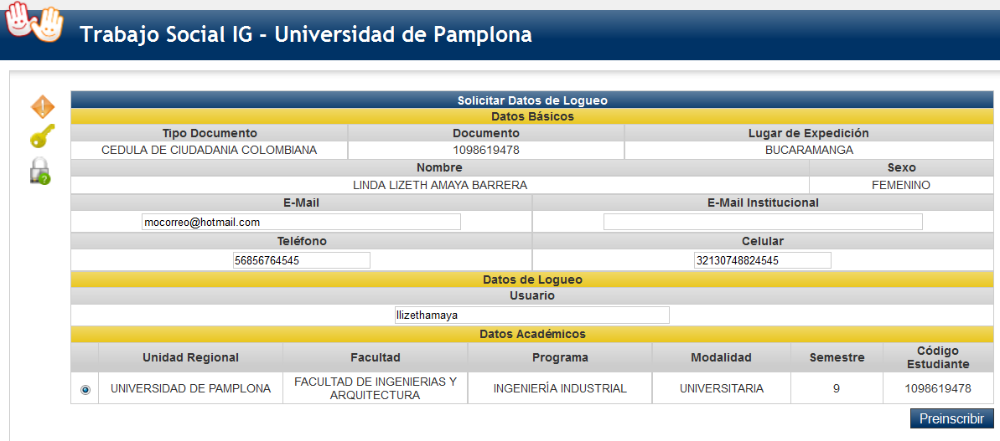 Trabajo Social IG - Universidad de Pamplona
Solicitar Datos de Logueo
Datos Básicos
Tipo Documento Documento Lugar de Expedición
CEDULA DE CIUDADANIA COLOMBIANA 1098619478 BUCARAMANGA
Nombre Sexo
LINDA LIZETH AMAYA BARRERA FEMENINO
E-Mail E-Mail Institucional
mocorreo@hotmail.com
Teléfono Celular
56856764545 32130748824545
Datos de Logueo
Usuario
llizethamaya
Datos Académicos
Unidad Regional Facultad Programa Modalidad Semestre Código Estudiante
UNIVERSIDAD DE PAMPLONA FACULTAD DE INGENIERIAS Y ARQUITECTURA INGENIERÍA INDUSTRIAL UNIVERSITARIA 9 1098619478
Preinscribir